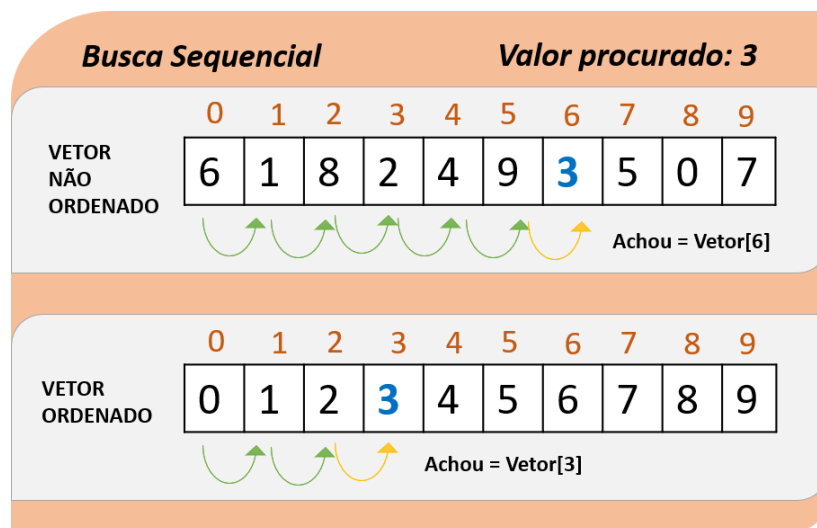 Busca Sequencial Valor procurado: 3
0 1 2 3 4 5 6 7 8 9
VETOR
NÃO
ORDENADO
6 1 8 2 4 9 3 5 0 7
Achou = Vetor[6]
0 1 2 3 4 5 6 7 8 9
VETOR
ORDENADO
0 1 2 3 4 5 6 7 8 9
Achou = Vetor[3]